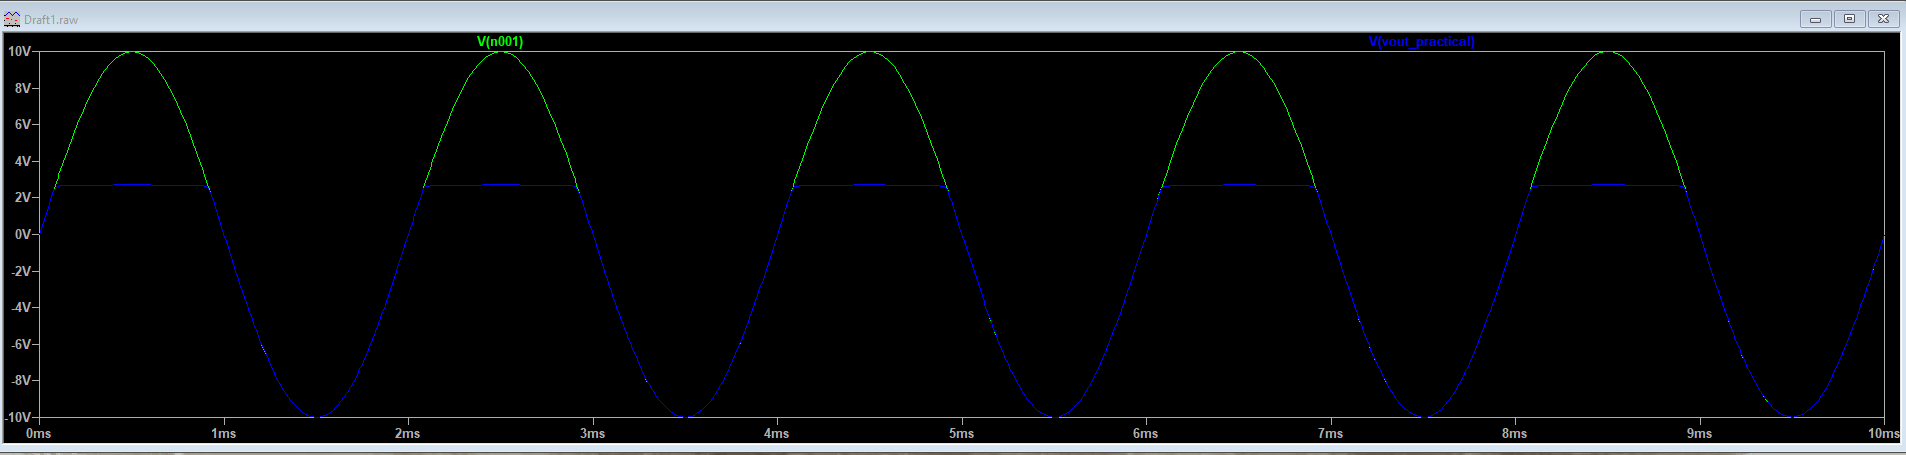 Draft1.raw
V(n001) V(vout_practical)
10V
8V
6V
4V
2V
0V
-2V
-4V
-6V
-8V
-10V
0ms 1ms 2ms 3ms 4ms 5ms 6ms 7ms 8ms 9ms 10ms